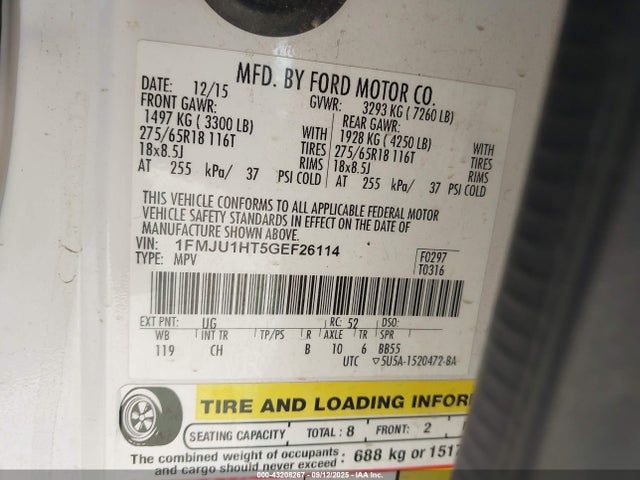 MFD. BY FORD MOTOR CO.
DATE: 12/15 GVWR: 3293 KG ( 7260 LB)
FRONT GAWR: REAR GAWR:
1497 KG ( 3300 LB) WITH 1928 KG ( 4250 LB) WITH
275/65R18 116T TIRES 275/65R18 116T TIRES
18x8.5J RIMS 18x8.5J RIMS
AT 255 kPa/ 37 PSI COLD AT 255 kPa/ 37 PSI COLD
THIS VEHICLE CONFORMS TO ALL APPLICABLE FEDERAL MOTOR
VEHICLE SAFETY STANDARDS IN EFFECT ON THE DATE OF
MANUFACTURE SHOWN ABOVE.
VIN: 1FMJU1HT5GEF26114
TYPE: MPV
F0297
T0316
EXT PNT: UG RC: 52 DSO:
WB INT TR TP/PS R AXLE TR SPR
119 CH B 10 6 BB55
UTC ▽5U5A-1520472-BA
TIRE AND LOADING INFOR
SEATING CAPACITY TOTAL: 8 FRONT: 2
The combined weight of occupants
and cargo should never exceed: 688 kg or 1517
000-43208267 - 09/12/2025 - IAA Inc.